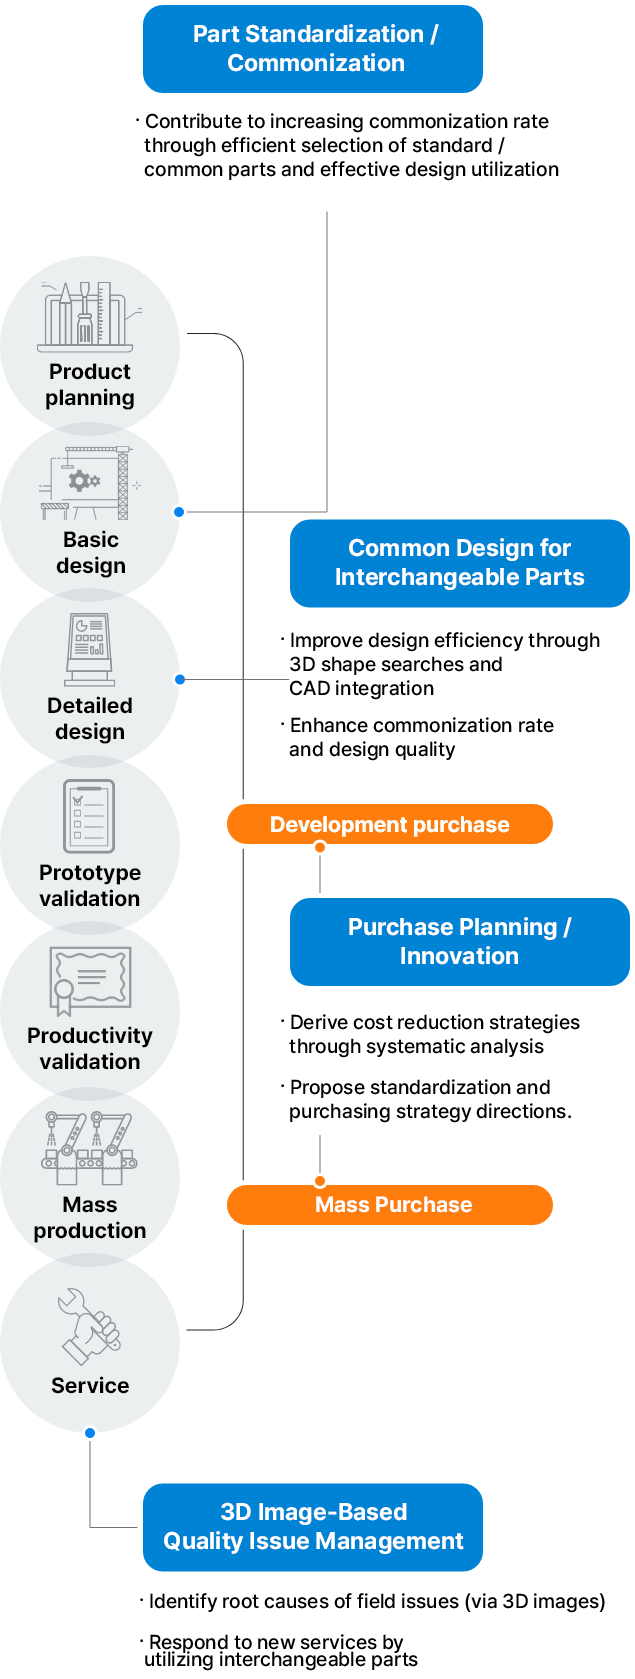 Part Standardization /
Commonization
· Contribute to increasing commonization rate
through efficient selection of standard /
common parts and effective design utilization
Product
planning
Basic
design
Common Design for
Interchangeable Parts
· Improve design efficiency through
3D shape searches and
CAD integration
· Enhance commonization rate
and design quality
Detailed
design
Development purchase
Prototype
validation
Purchase Planning /
Innovation
· Derive cost reduction strategies
through systematic analysis
· Propose standardization and
purchasing strategy directions.
Productivity
validation
Mass
production
Mass Purchase
Service
3D Image-Based
Quality Issue Management
· Identify root causes of field issues (via 3D images)
· Respond to new services by
utilizing interchangeable parts